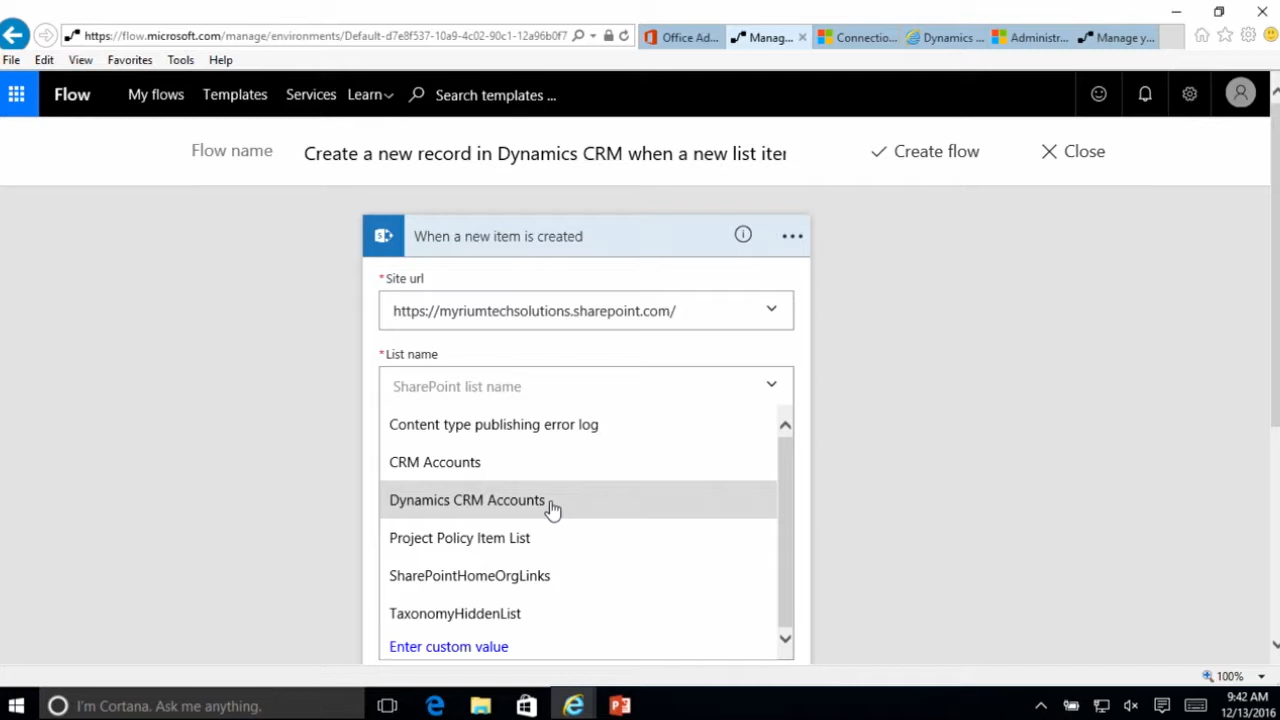 https://flow.microsoft.com/manage/environments/Default-d7e8f537-10a9-4c02-90c1-12a96b0f7
Office Ad...
Manag...
Connectio...
Dynamics ...
Administr...
Manage y...
File Edit View Favorites Tools Help
Flow My flows Templates Services Learn Search templates ...
Flow name Create a new record in Dynamics CRM when a new list iter Create flow Close
When a new item is created
*Site url
https://myriumtechsolutions.sharepoint.com/
*List name
SharePoint list name
Content type publishing error log
CRM Accounts
Dynamics CRM Accounts
Project Policy Item List
SharePointHomeOrgLinks
TaxonomyHiddenList
Enter custom value
100%
I'm Cortana. Ask me anything.
9:42 AM
12/13/2016